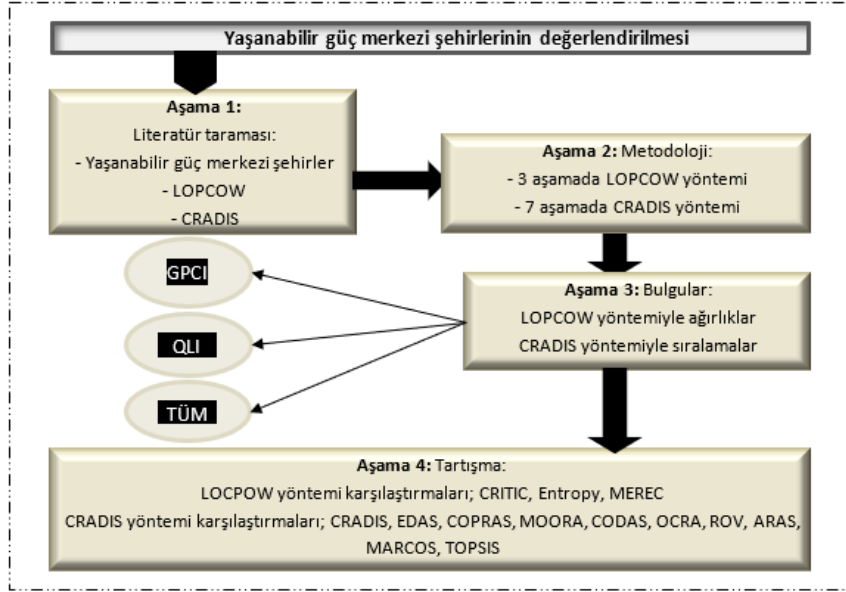 Yaşanabilir güç merkezi şehirlerinin değerlendirilmesi
Aşama 1:
Literatür taraması:
- Yaşanabilir güç merkezi şehirler
- LOPCOW
- CRADIS
Aşama 2: Metodoloji:
- 3 aşamada LOPCOW yöntemi
- 7 aşamada CRADIS yöntemi
Aşama 3: Bulgular:
LOPCOW yöntemiyle ağırlıklar
CRADIS yöntemiyle sıralamalar
GPCI
QLI
TÜM
Aşama 4: Tartışma:
LOCPOW yöntemi karşılaştırmaları; CRITIC, Entropy, MEREC
CRADIS yöntemi karşılaştırmaları; CRADIS, EDAS, COPRAS, MOORA, CODAS, OCRA, ROV, ARAS,
MARCOS, TOPSIS